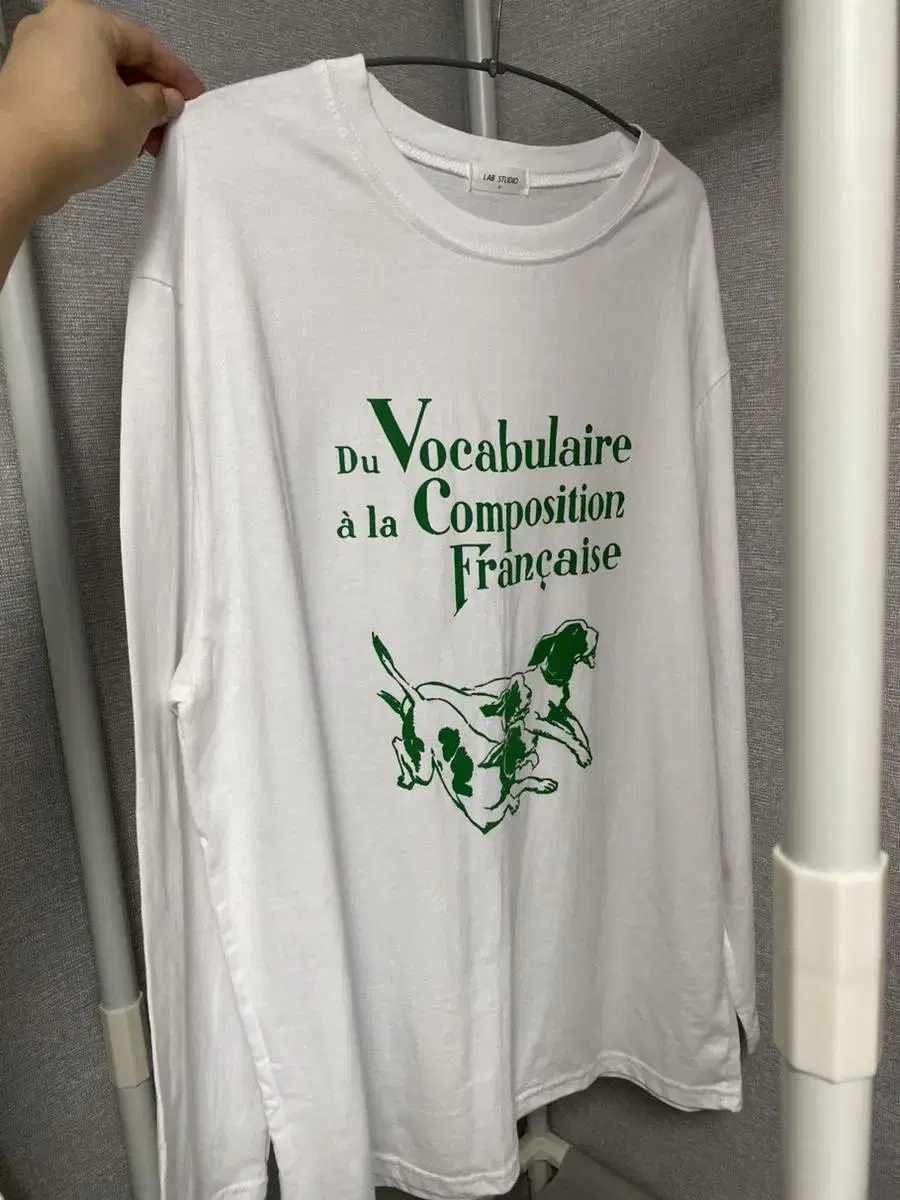 LAB STUDIO
Du Vocabulaire
à la Composition
Française